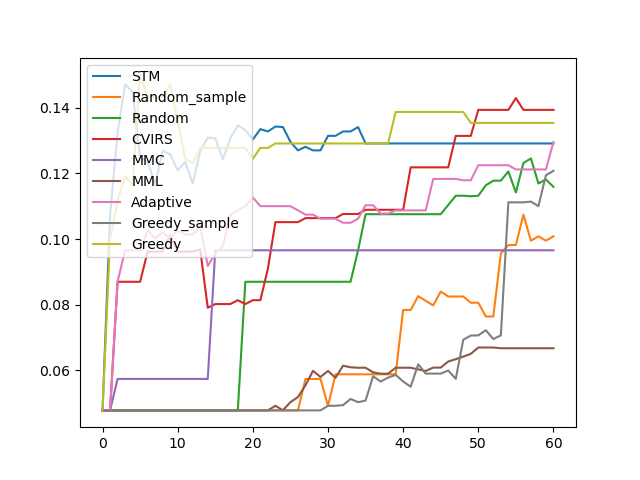 STM
Random_sample
Random
CVIRS
MMC
MML
Adaptive
Greedy_sample
Greedy
0.14
0.12
0.10
0.08
0.06
0 10 20 30 40 50 60